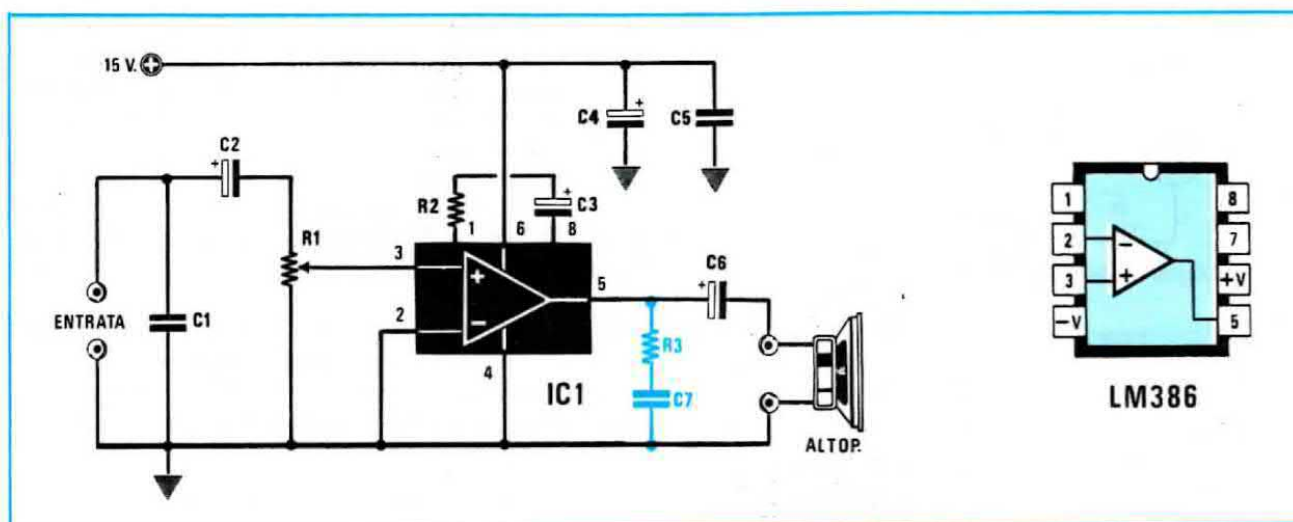 15 V.
C4
C5
C2
R2
C3
R1
1
6
8
3
C6
5
ENTRATA
C1
2
R3
4
IC1
C7
ALTOP.
1
8
2
7
3
+V
-V
5
LM386